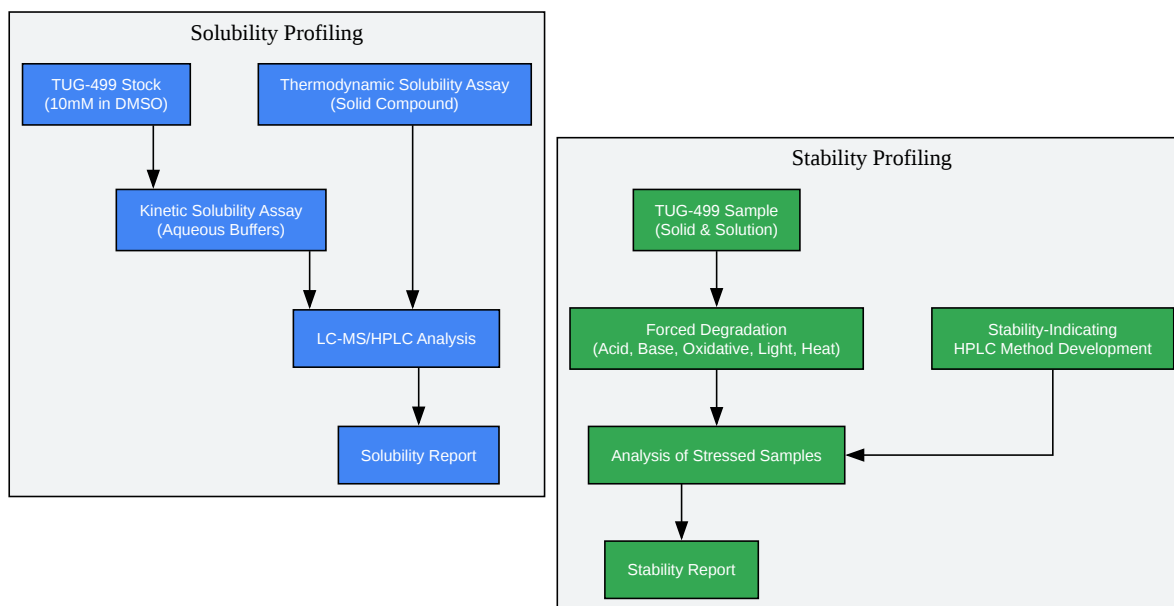 Solubility Profiling
TUG-499 Stock
(10mM in DMSO)
Thermodynamic Solubility Assay
(Solid Compound)
Kinetic Solubility Assay
(Aqueous Buffers)
LC-MS/HPLC Analysis
Solubility Report
Stability Profiling
TUG-499 Sample
(Solid & Solution)
Forced Degradation
(Acid, Base, Oxidative, Light, Heat)
Stability-Indicating
HPLC Method Development
Analysis of Stressed Samples
Stability Report